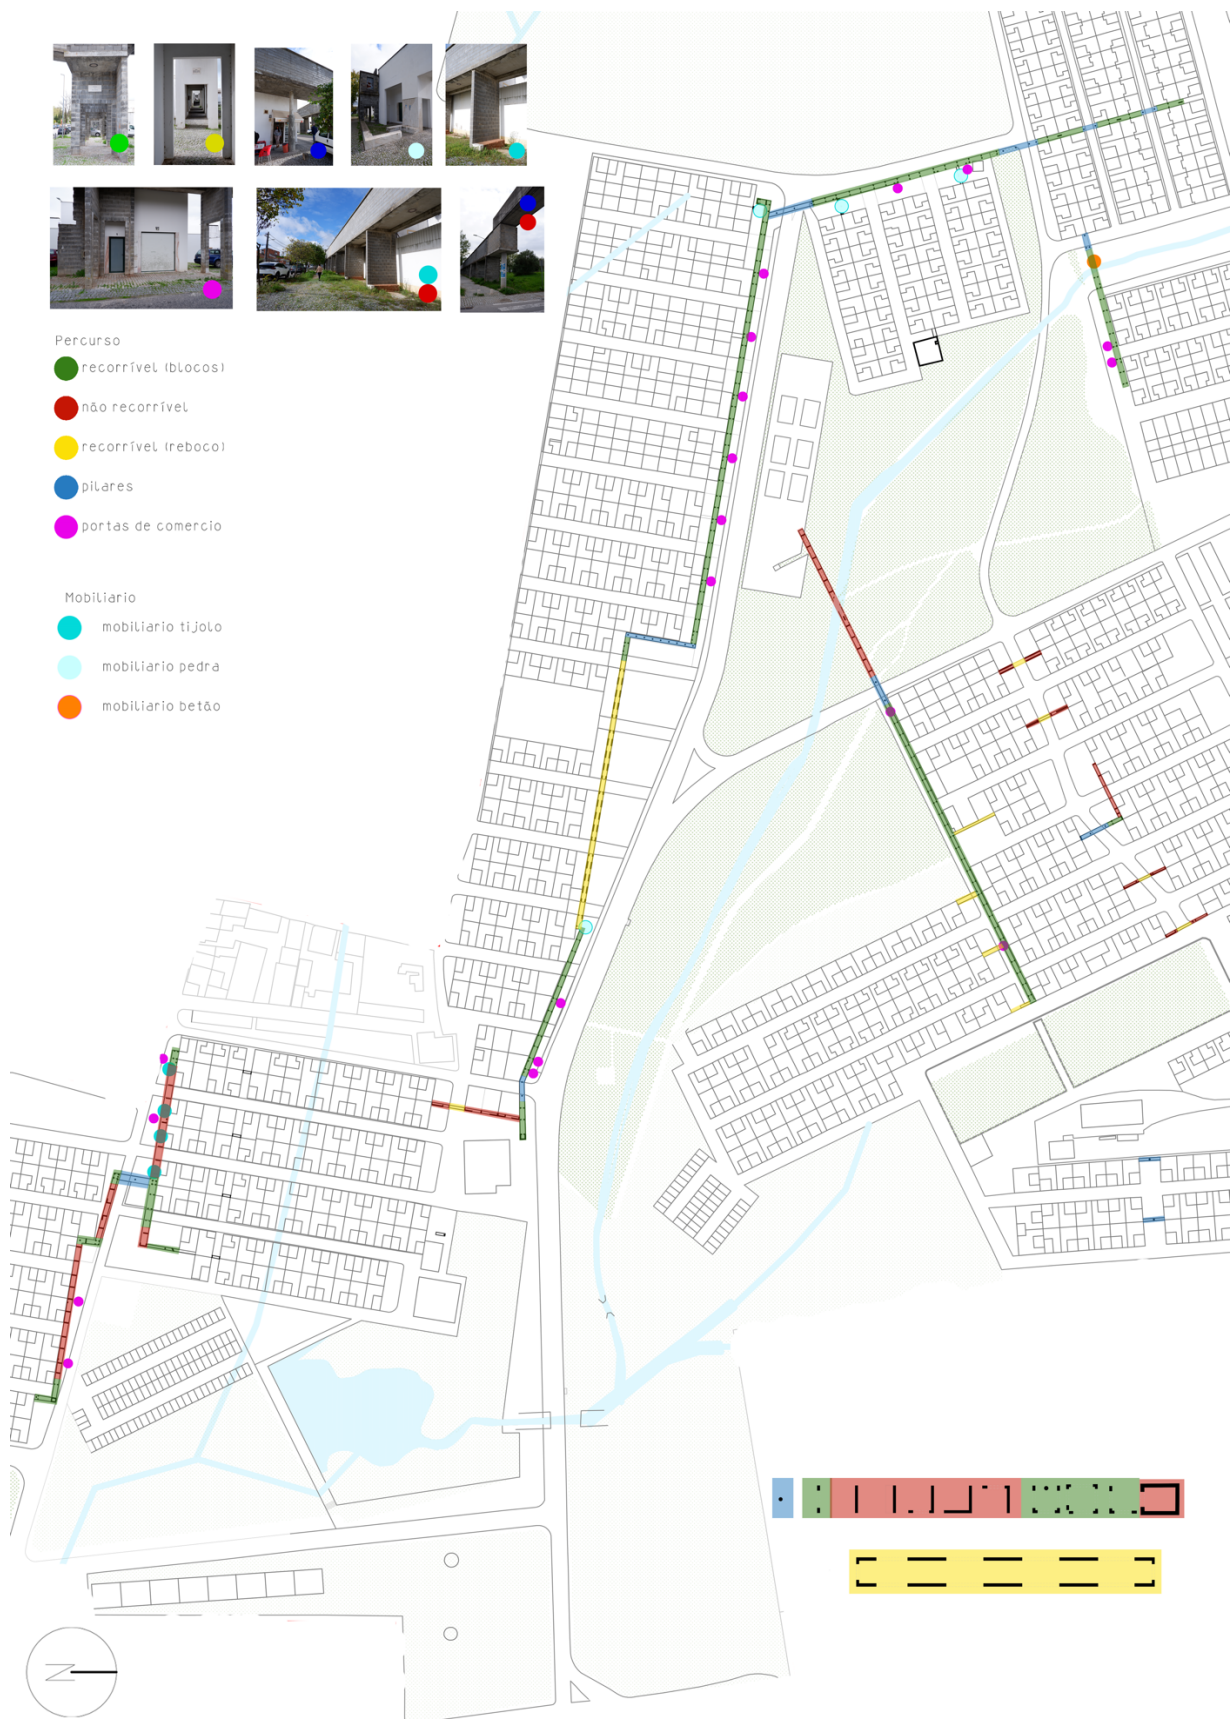 Percurso
recorrível (blocos)
não recorrível
recorrível (reboco)
pilares
portas de comercio
Mobiliario
mobiliario tijolo
mobiliario pedra
mobiliario betão
N